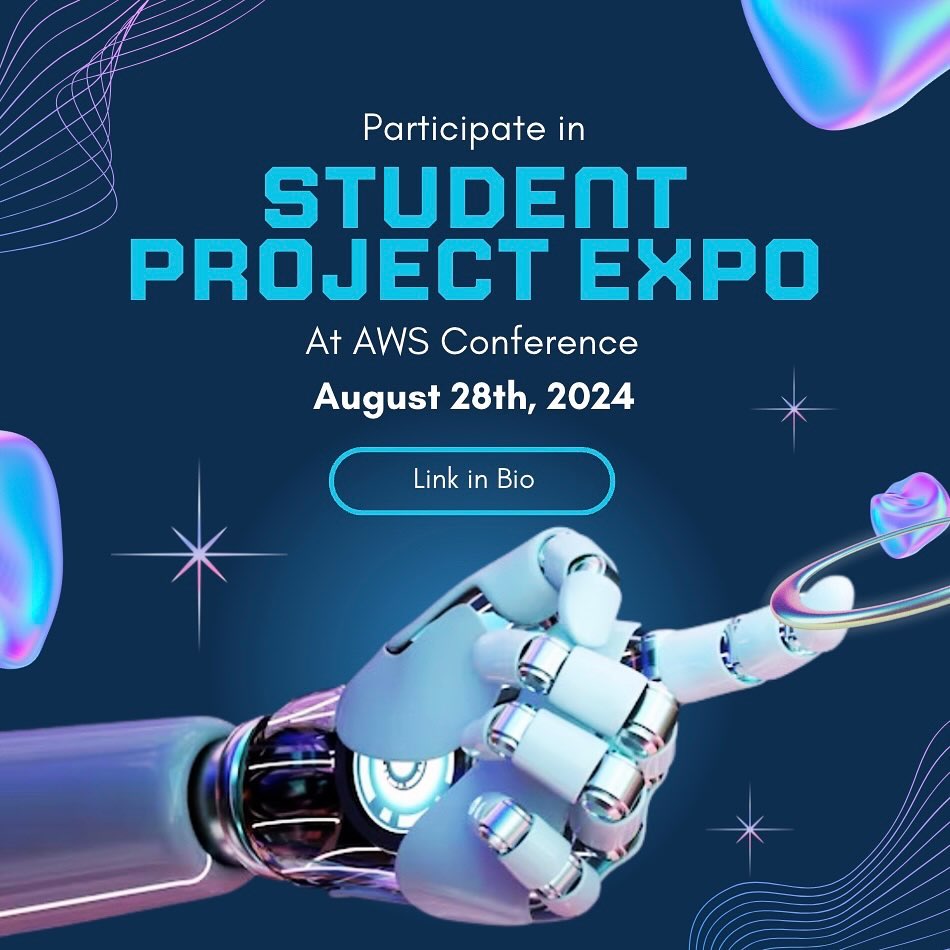 Participate in
STUDENT
PROJECT EXPO
At AWS Conference
August 28th, 2024
Link in Bio